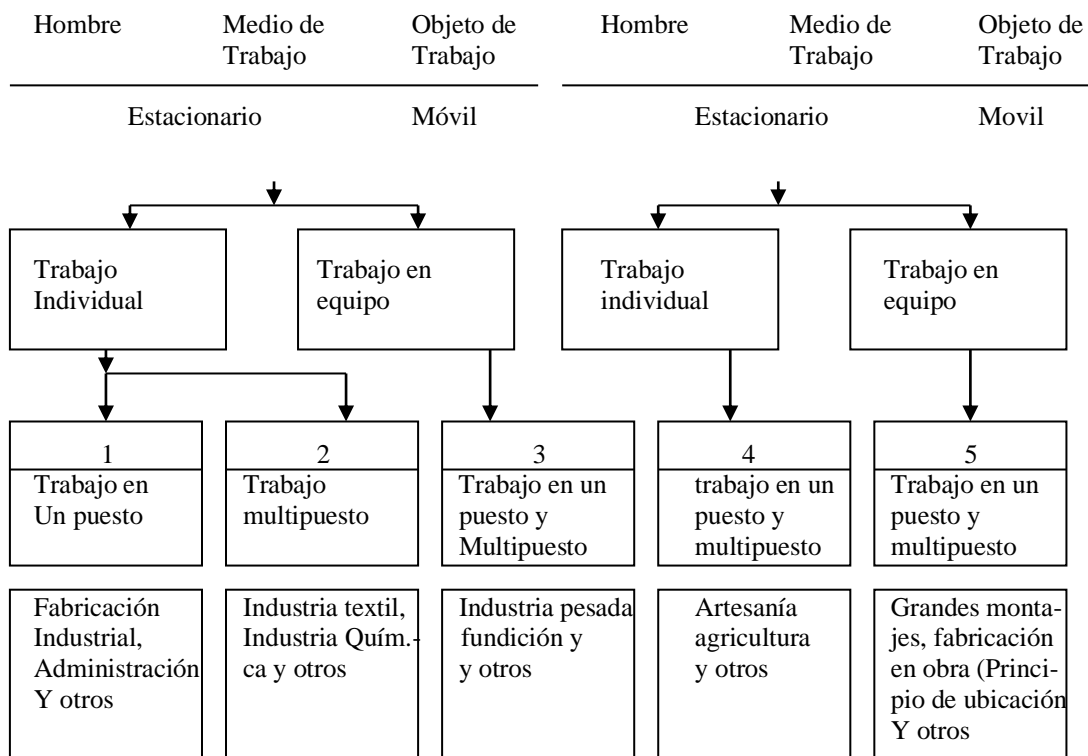 Hombre Medio de Trabajo Objeto de Trabajo Hombre Medio de Trabajo Objeto de Trabajo
Estacionario Móvil Estacionario Movil
Trabajo
Individual
Trabajo en
equipo
Trabajo
individual
Trabajo en
equipo
1
Trabajo en
Un puesto
2
Trabajo
multipuesto
3
Trabajo en un
puesto y
Multipuesto
4
trabajo en un
puesto y
multipuesto
5
Trabajo en un
puesto y
multipuesto
Fabricación
Industrial,
Administración
Y otros
Industria textil,
Industria Quím.-
ca y otros
Industria pesada
fundición y
y otros
Artesanía
agricultura
y otros
Grandes monta-
jes, fabricación
en obra (Princi-
pio de ubicación
Y otros